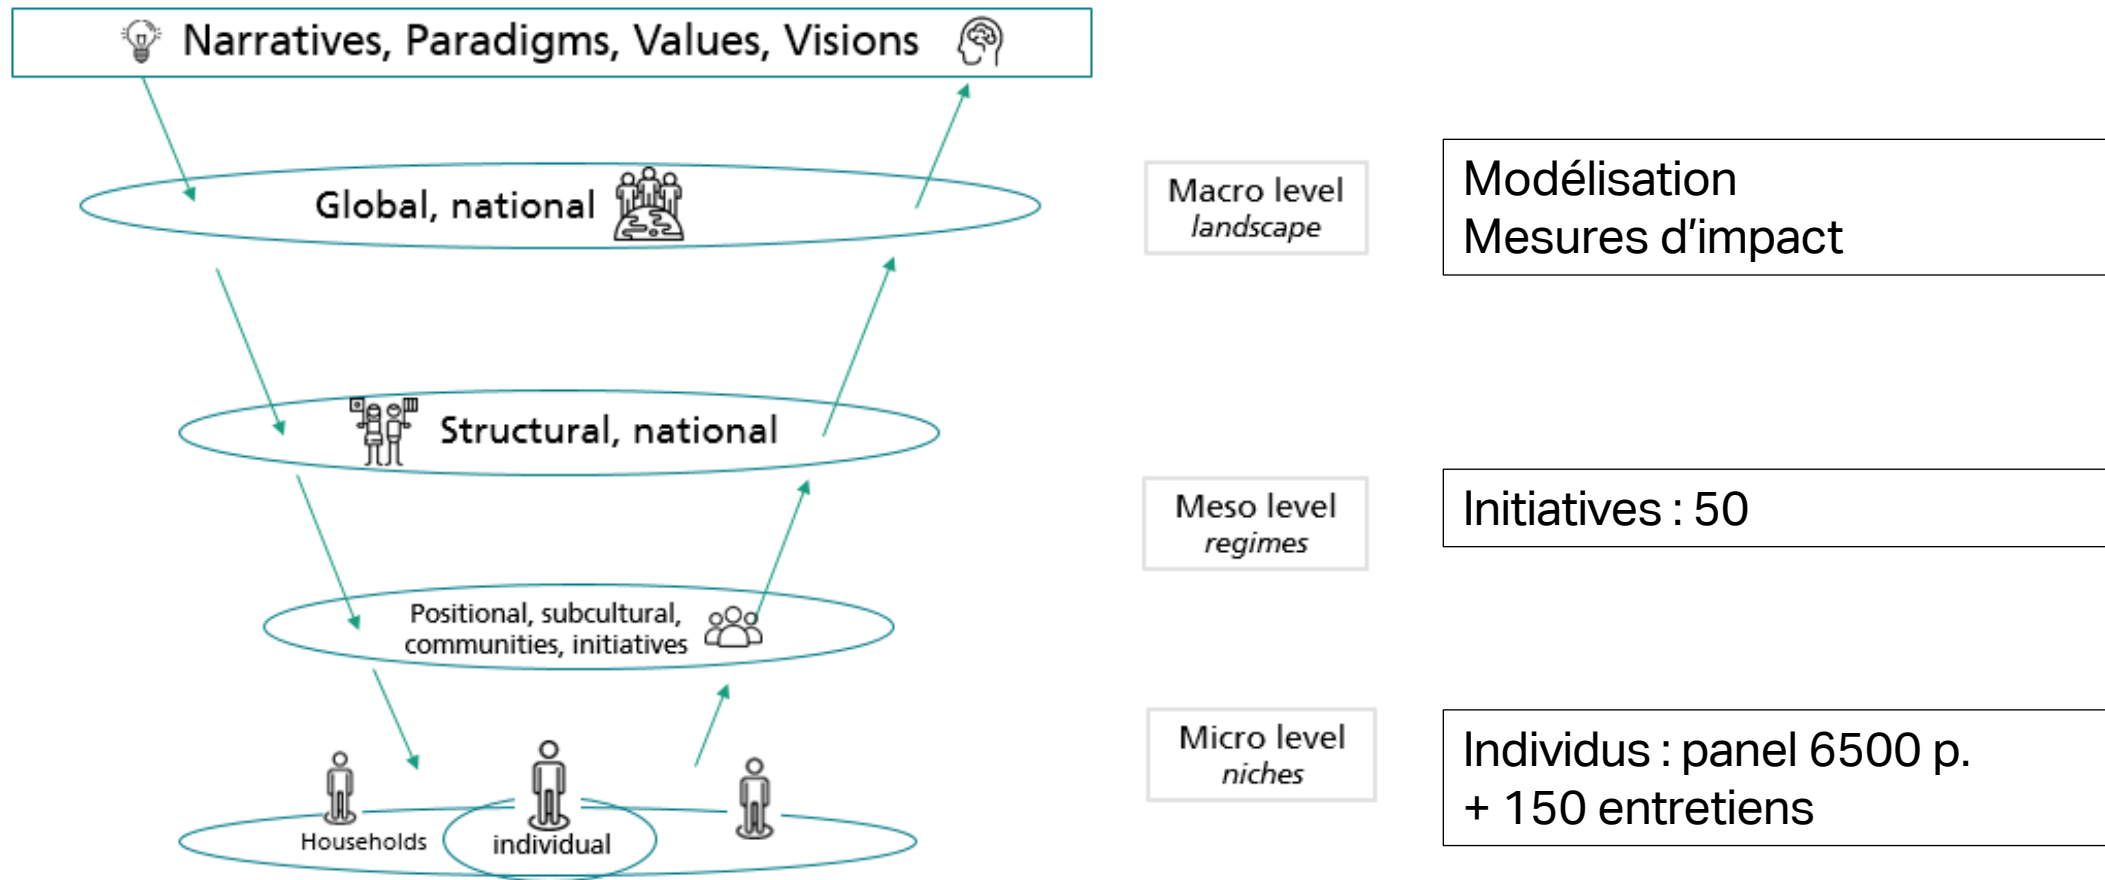 Narratives, Paradigms, Values, Visions
Global, national
Macro level
landscape
Modélisation
Mesures d'impact
Structural, national
Meso level
regimes
Initiatives : 50
Positional, subcultural,
communities, initiatives
Micro level
niches
Individus : panel 6500 p.
+ 150 entretiens
Households
individual